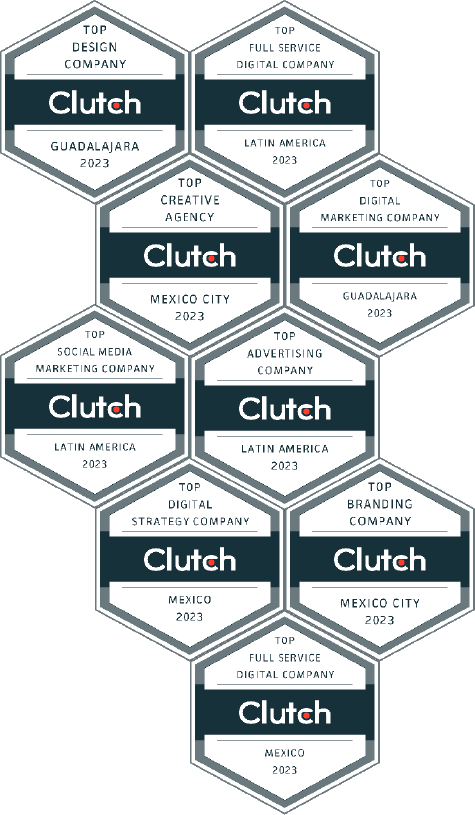 TOP
DESIGN
COMPANY
Clutch
GUADALAJARA
2023
TOP
FULL SERVICE
DIGITAL COMPANY
Clutch
LATIN AMERICA
2023
TOP
CREATIVE
AGENCY
Clutch
MEXICO CITY
2023
TOP
DIGITAL
MARKETING COMPANY
Clutch
GUADALAJARA
2023
TOP
SOCIAL MEDIA
MARKETING COMPANY
Clutch
LATIN AMERICA
2023
TOP
ADVERTISING
COMPANY
Clutch
LATIN AMERICA
2023
TOP
DIGITAL
STRATEGY COMPANY
Clutch
MEXICO
2023
TOP
BRANDING
COMPANY
Clutch
MEXICO CITY
2023
TOP
FULL SERVICE
DIGITAL COMPANY
Clutch
MEXICO
2023